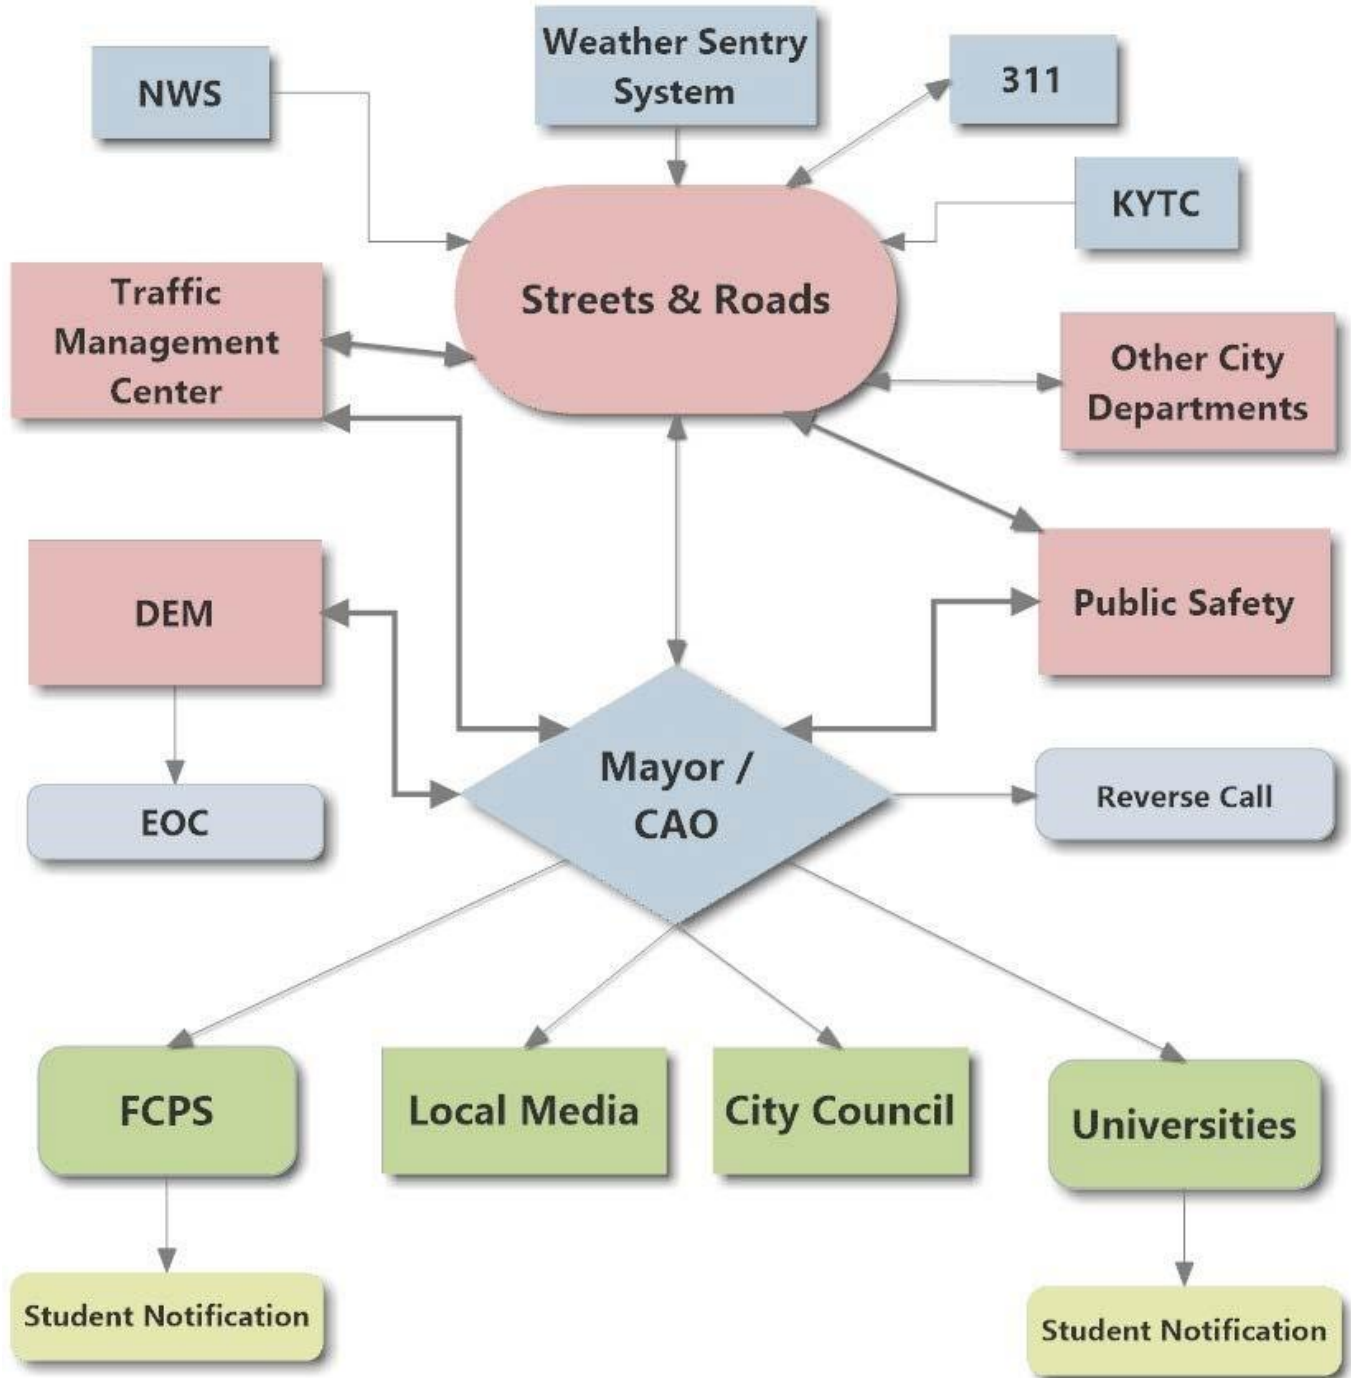 Weather Sentry
System
NWS
311
KYTC
Streets & Roads
Traffic
Management
Center
Other City
Departments
DEM
Public Safety
Mayor /
CAO
EOC
Reverse Call
FCPS
Local Media
City Council
Universities
Student Notification
Student Notification